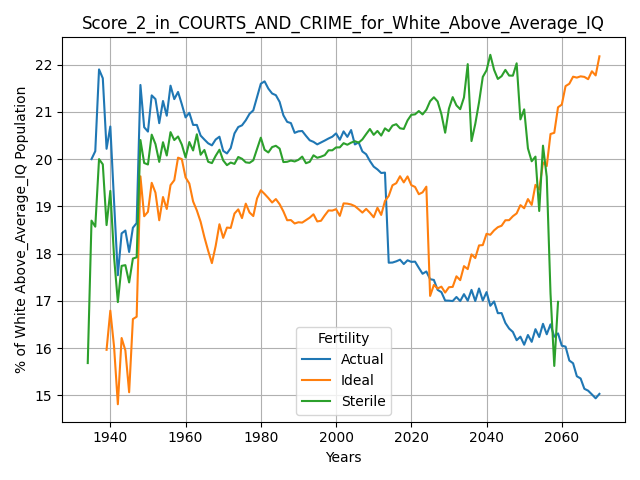 Score_2_in_COURTS_AND_CRIME_for_White_Above_Average_IQ
% of White Above_Average_IQ Population
22
21
20
19
18
17
16
15
Fertility
Actual
Ideal
Sterile
1940
1960
1980
2000
2020
2040
2060
Years